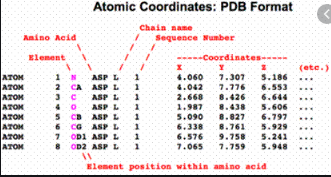 Atomic Coordinates: PDB Format
Chain name
Amino Acid / Sequence Number
Element \ / / -----Coordinates-----
\ \ / / X Y Z (etc.)
ATOM 1 N ASP L 1 4.060 7.307 5.186 ...
ATOM 2 CA ASP L 1 4.042 7.776 6.553 ...
ATOM 3 C ASP L 1 2.668 8.426 6.644 ...
ATOM 4 O ASP L 1 1.987 8.438 5.606 ...
ATOM 5 CB ASP L 1 5.090 8.827 6.797 ...
ATOM 6 CG ASP L 1 6.338 8.761 5.929 ...
ATOM 7 OD1 ASP L 1 6.576 9.758 5.241 ...
ATOM 8 OD2 ASP L 1 7.065 7.759 5.948 ...
\\
Element position within amino acid